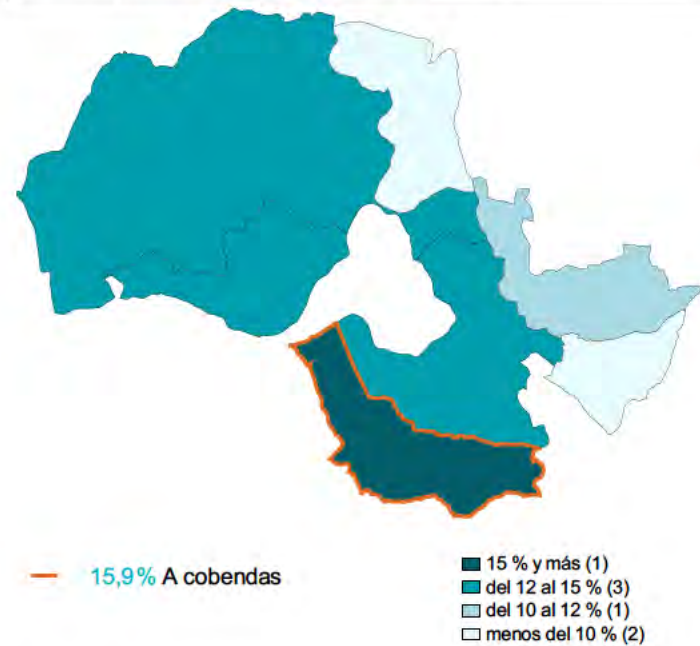 15,9% A cobendas
15 % y más (1)
del 12 al 15 % (3)
del 10 al 12 % (1)
menos del 10 % (2)